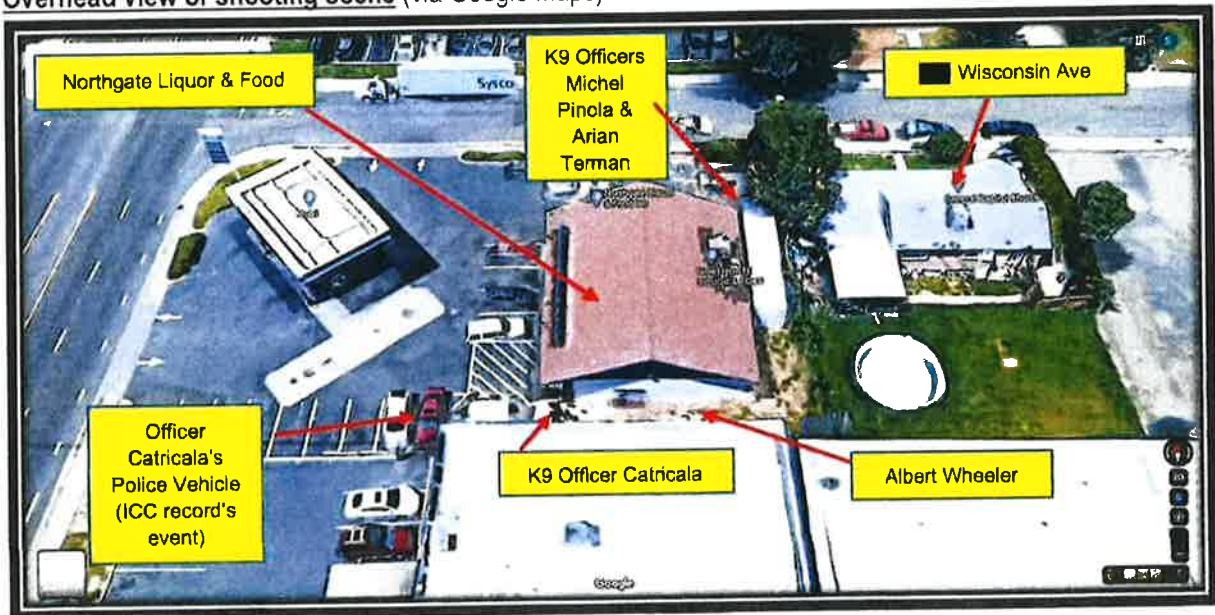 Overhead view of shooting scene (via Google Maps)
Northgate Liquor & Food
K9 Officers
Michel
Pinola &
Arian
Terman
Wisconsin Ave
Sysco
Officer
Catricala's
Police Vehicle
(ICC record's
event)
K9 Officer Catricala
Albert Wheeler
Google